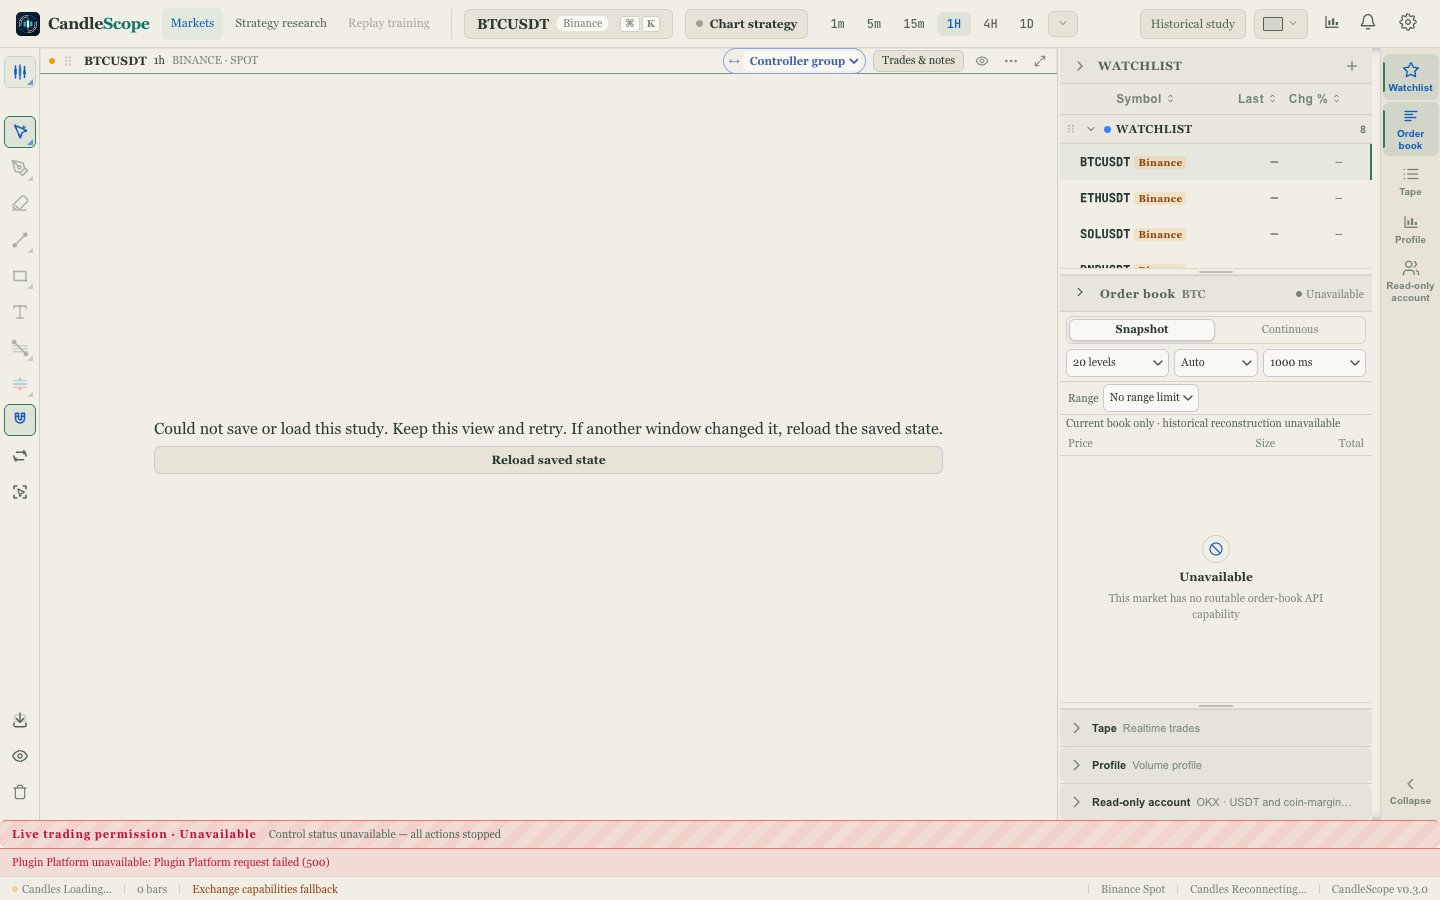 CandleScope
Markets
Strategy research
Replay training
BTCUSDT Binance ⌘ K
Chart strategy
1m 5m 15m 1H 4H 1D
Historical study
BTCUSDT 1h BINANCE · SPOT
Controller group
Trades & notes
Could not save or load this study. Keep this view and retry. If another window changed it, reload the saved state.
Reload saved state
WATCHLIST
Symbol Last Chg %
WATCHLIST 8
BTCUSDT Binance — —
ETHUSDT Binance — —
SOLUSDT Binance — —
Order book BTC Unavailable
Snapshot Continuous
20 levels Auto 1000 ms
Range No range limit
Current book only · historical reconstruction unavailable
Price Size Total
Unavailable
This market has no routable order-book API
capability
Tape Realtime trades
Profile Volume profile
Read-only account OKX · USDT and coin-margin...
Watchlist
Order
book
Tape
Profile
Read-only
account
Collapse
Live trading permission · Unavailable Control status unavailable — all actions stopped
Plugin Platform unavailable: Plugin Platform request failed (500)
Candles Loading... 0 bars Exchange capabilities fallback
Binance Spot Candles Reconnecting... CandleScope v0.3.0